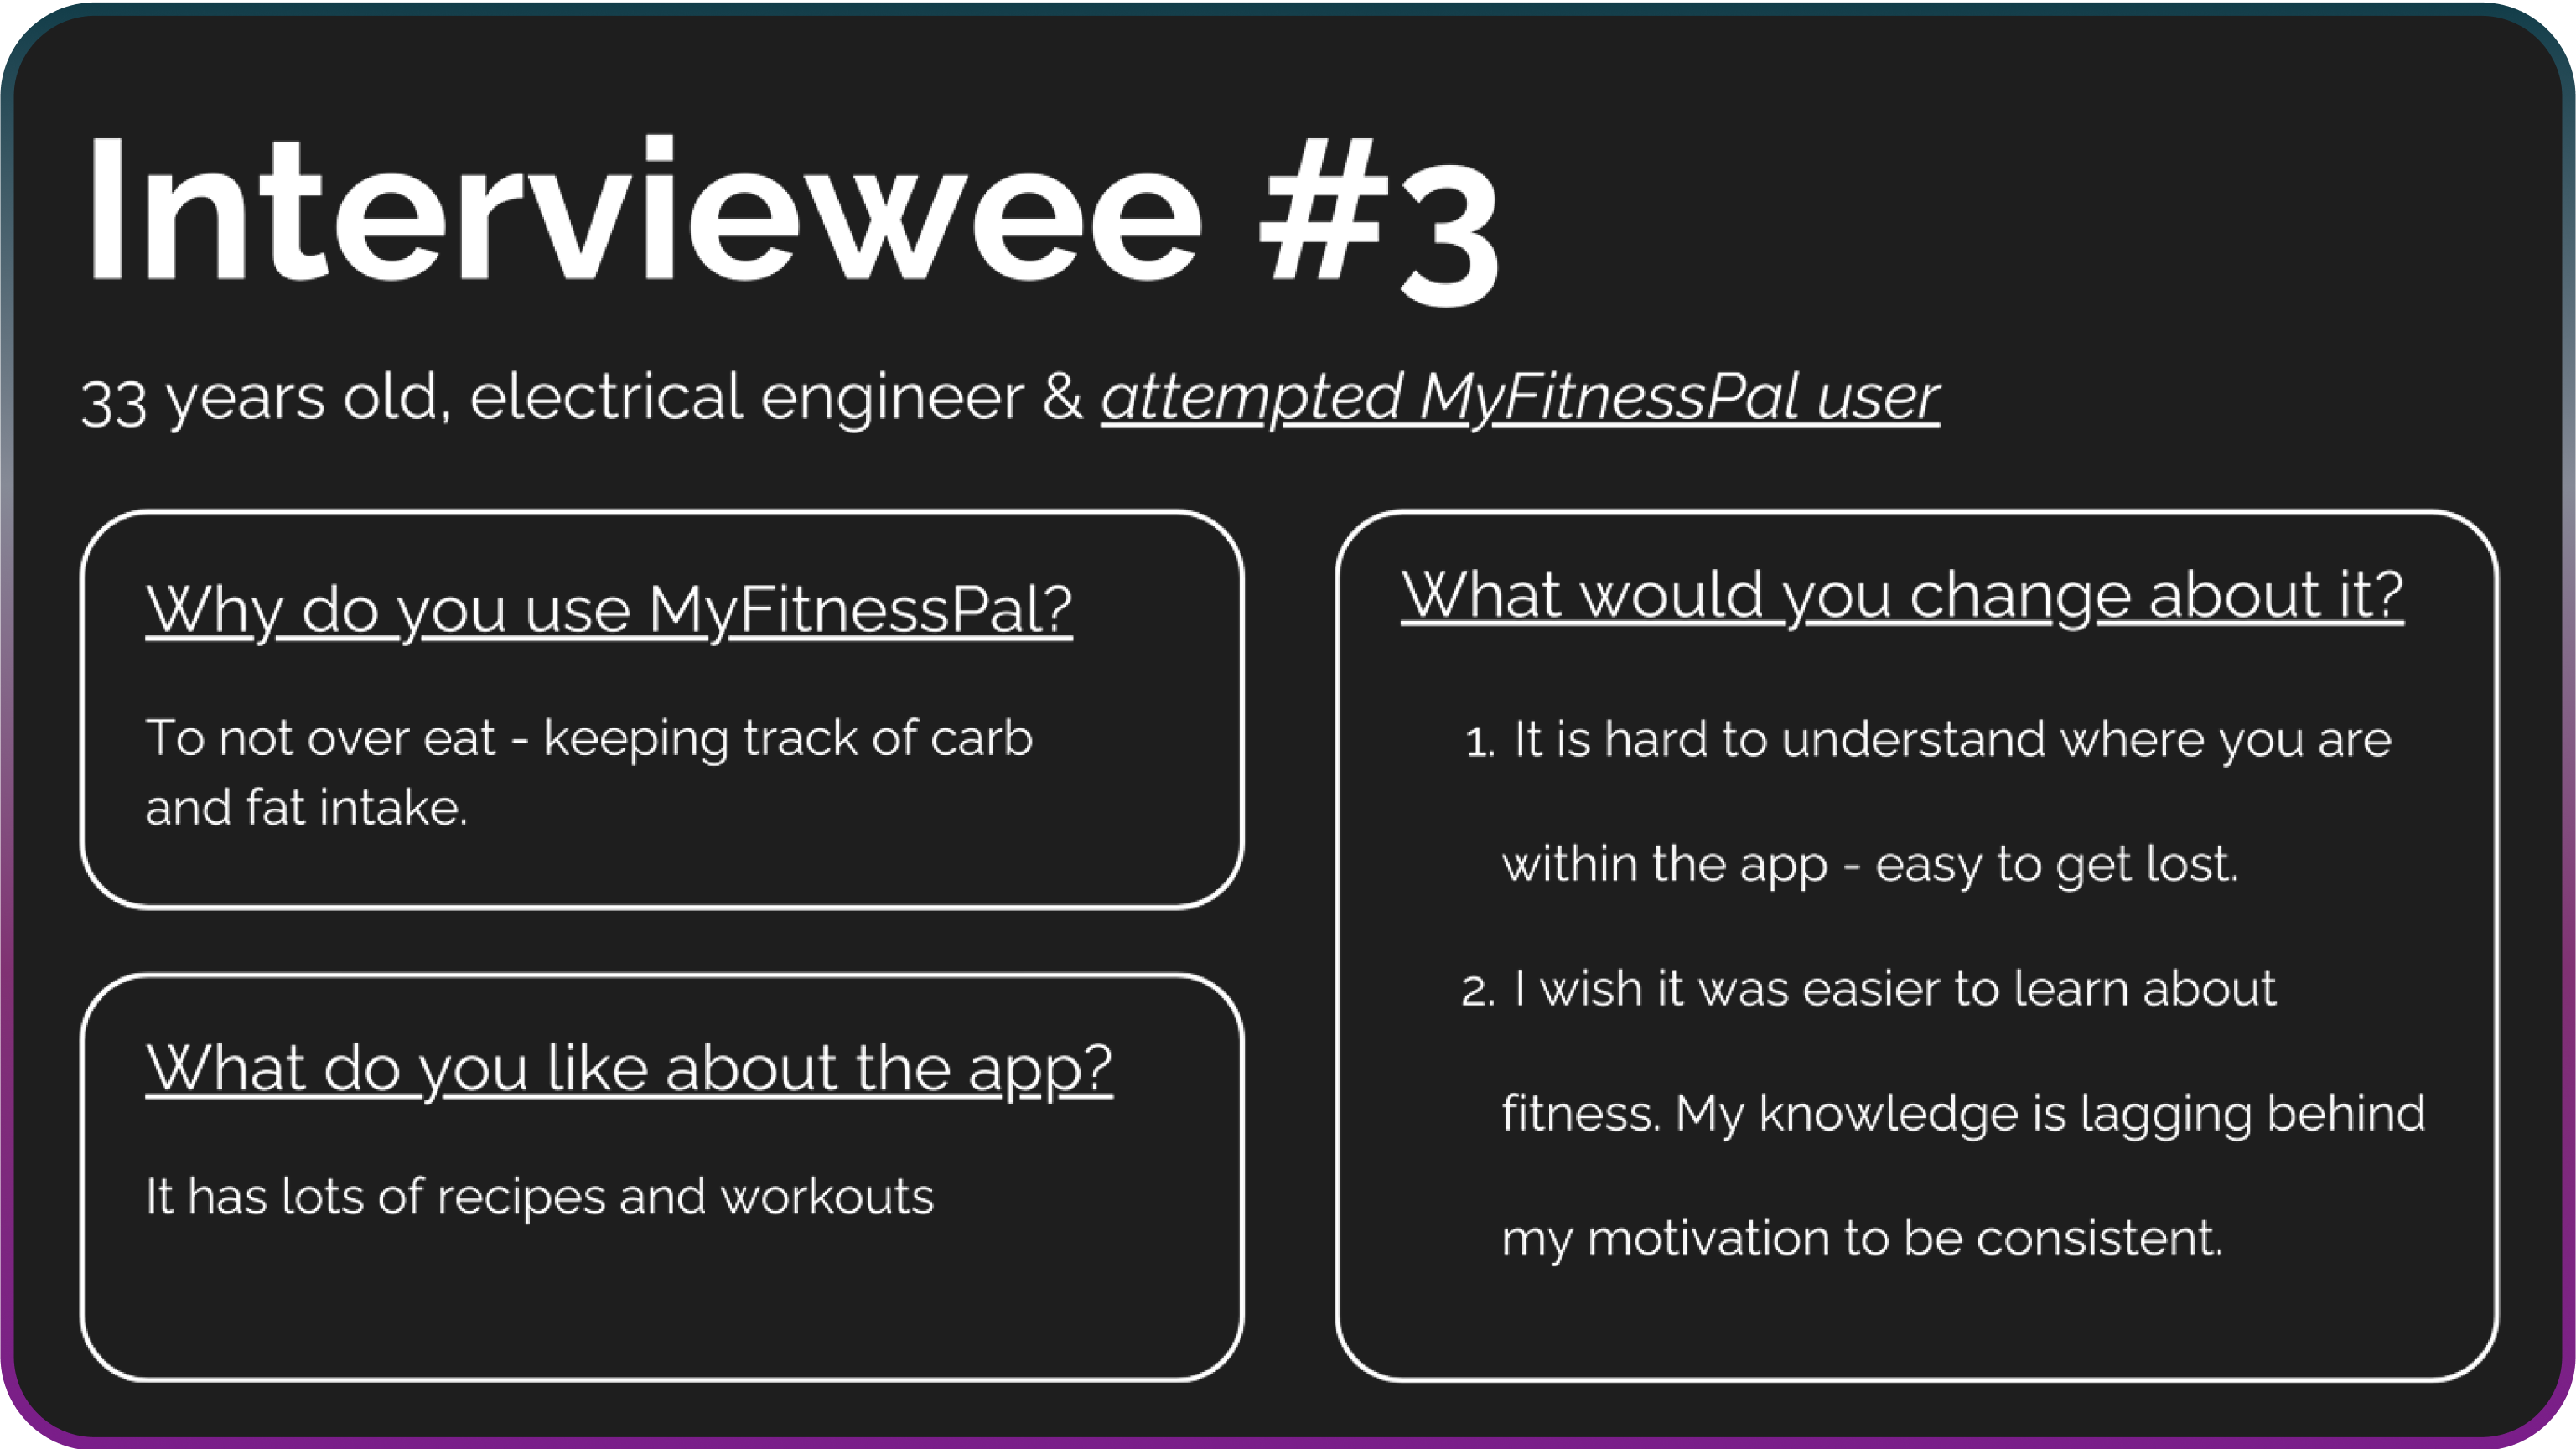 Interviewee #3
33 years old, electrical engineer & attempted MyFitnessPal user
Why do you use MyFitnessPal?
To not over eat - keeping track of carb
and fat intake.
What do you like about the app?
It has lots of recipes and workouts
What would you change about it?
1. It is hard to understand where you are
within the app - easy to get lost.
2. I wish it was easier to learn about
fitness. My knowledge is lagging behind
my motivation to be consistent.